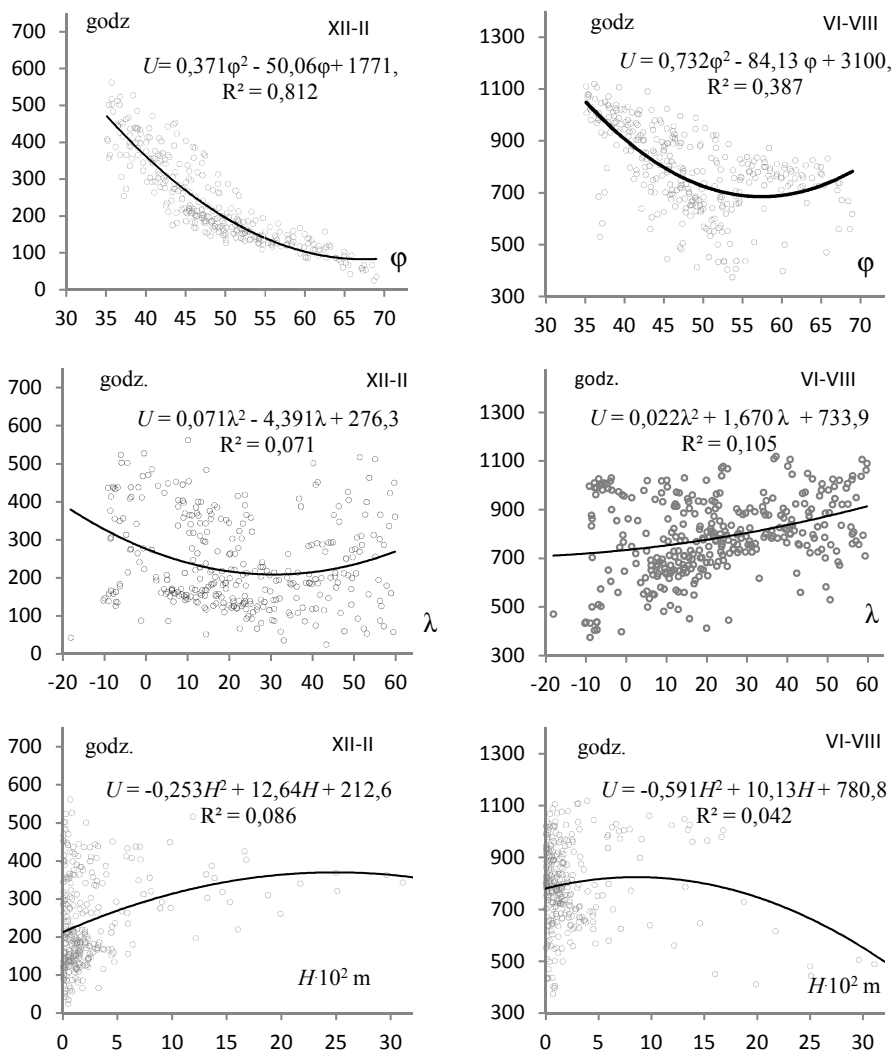 godz XII-II
U= 0,371φ² - 50,06φ+ 1771,
R² = 0,812
700
600
500
400
300
200
100
0
φ
30 35 40 45 50 55 60 65 70
godz VI-VIII
U = 0,732φ² - 84,13 φ + 3100,
R² = 0,387
1300
1100
900
700
500
300
φ
30 35 40 45 50 55 60 65 70
godz. XII-II
U = 0,071λ² - 4,391λ + 276,3
R² = 0,071
700
600
500
400
300
200
100
0
λ
-20 -10 0 10 20 30 40 50 60
godz. VI-VIII
U = 0,022λ² + 1,670 λ + 733,9
R² = 0,105
1300
1100
900
700
500
300
λ
-20 -10 0 10 20 30 40 50 60
godz. XII-II
U = -0,253H² + 12,64H + 212,6
R² = 0,086
700
600
500
400
300
200
100
0
H·10² m
0 5 10 15 20 25 30
godz. VI-VIII
U = -0,591H² + 10,13H + 780,8
R² = 0,042
1300
1100
900
700
500
300
H·10² m
0 5 10 15 20 25 30